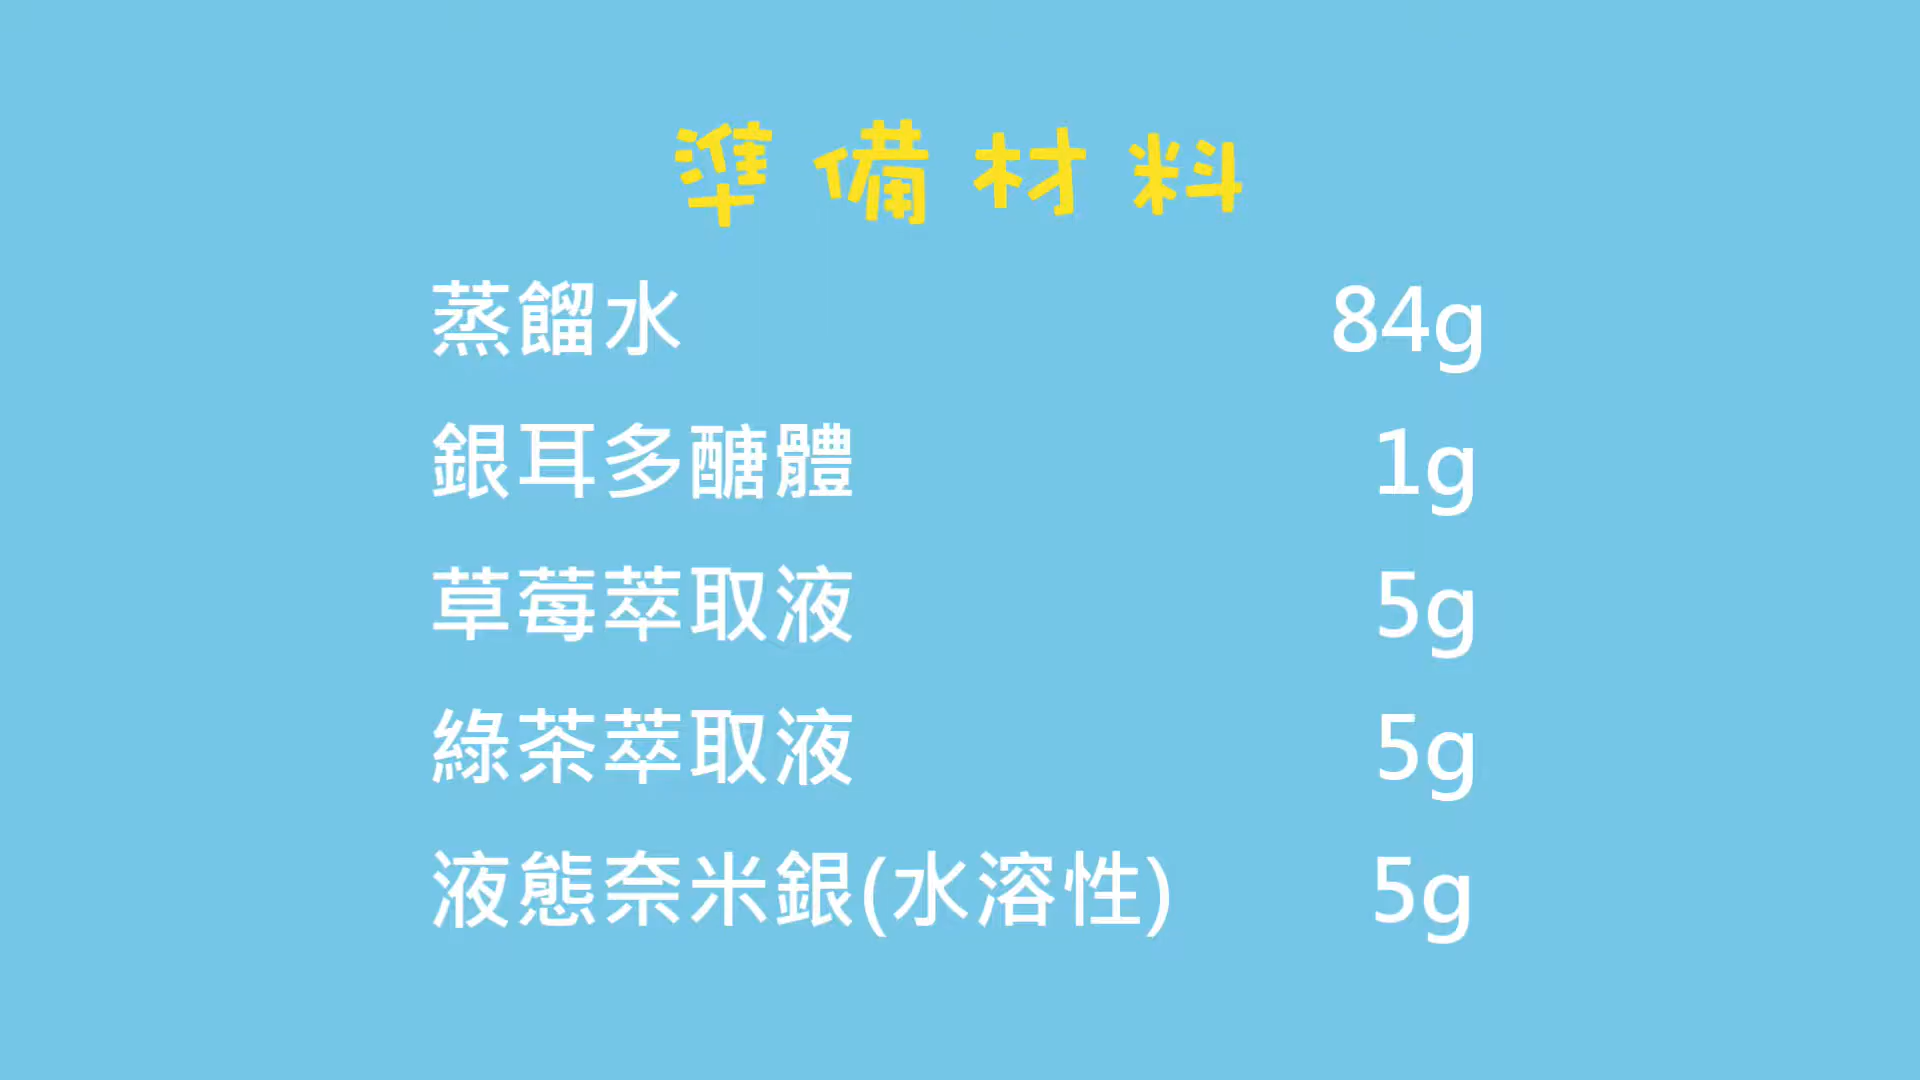 準備材料
蒸餾水 84g
銀耳多醣體 1g
草莓萃取液 5g
綠茶萃取液 5g
液態奈米銀(水溶性) 5g